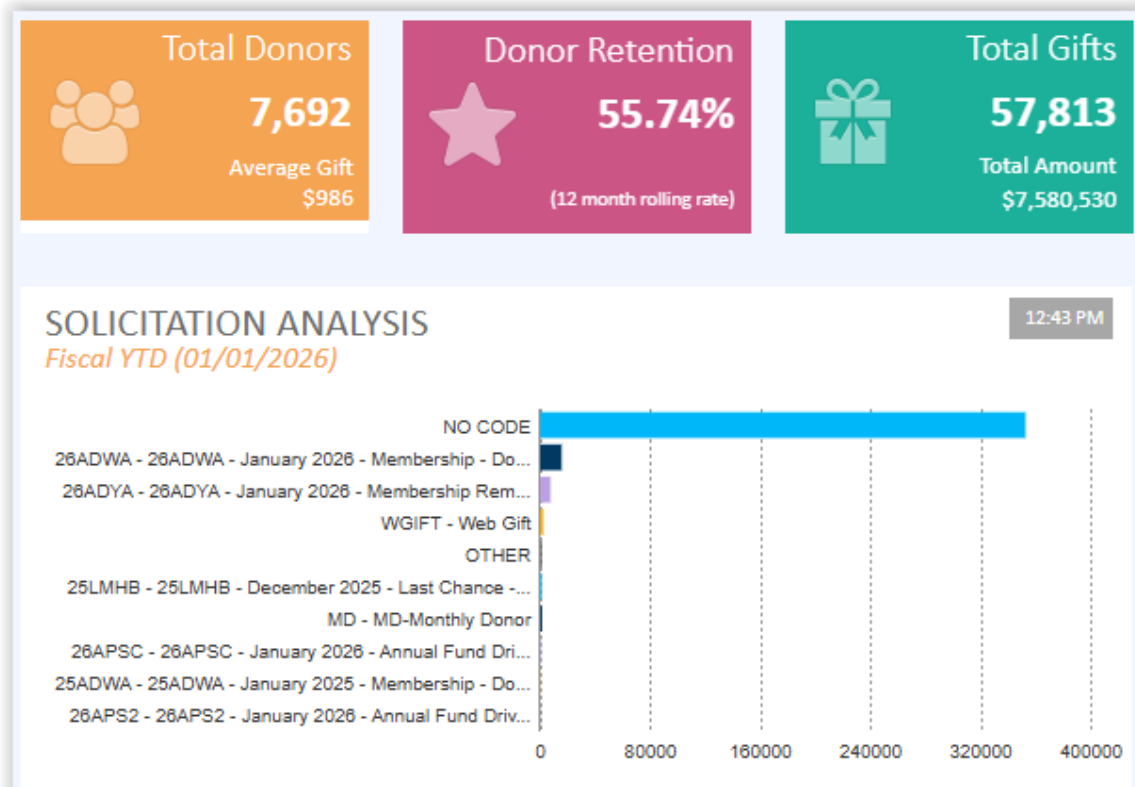 Total Donors
7,692
Average Gift
$986
Donor Retention
55.74%
(12 month rolling rate)
Total Gifts
57,813
Total Amount
$7,580,530
SOLICITATION ANALYSIS
12:43 PM
Fiscal YTD (01/01/2026)
NO CODE
26ADWA - 26ADWA - January 2026 - Membership - Do...
26ADYA - 26ADYA - January 2026 - Membership Rem...
WGIFT - Web Gift
OTHER
25LMHB - 25LMHB - December 2025 - Last Chance -...
MD - MD-Monthly Donor
26APSC - 26APSC - January 2026 - Annual Fund Dri...
25ADWA - 25ADWA - January 2025 - Membership - Do...
26APS2 - 26APS2 - January 2026 - Annual Fund Driv...
0 80000 160000 240000 320000 400000